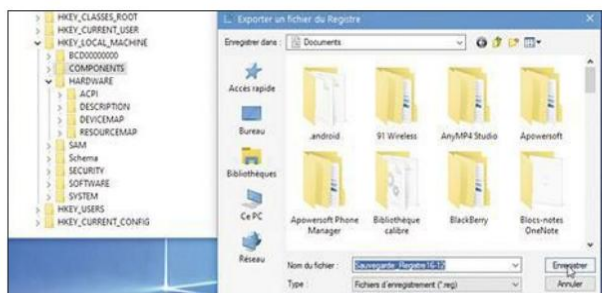 HKEY_CLASSES_ROOT
HKEY_CURRENT_USER
HKEY_LOCAL_MACHINE
BCD00000000
COMPONENTS
HARDWARE
ACPI
DESCRIPTION
DEVICEMAP
RESOURCEMAP
SAM
Schema
SECURITY
SOFTWARE
SYSTEM
HKEY_USERS
HKEY_CURRENT_CONFIG
Exporter un fichier du Registre
Enregistrer dans :
Documents
Accès rapide
Bureau
Bibliothèques
Ce PC
Réseau
.android
91 Wireless
AnyMP4 Studio
Apowersoft
Apowersoft Phone Manager
Bibliothèque calibre
BlackBerry
Blocs-notes OneNote
Nom du fichier :
Sauvegarde Registre16-12
Enregistrer
Type :
Fichiers d'enregistrement (*.reg)
Annuler